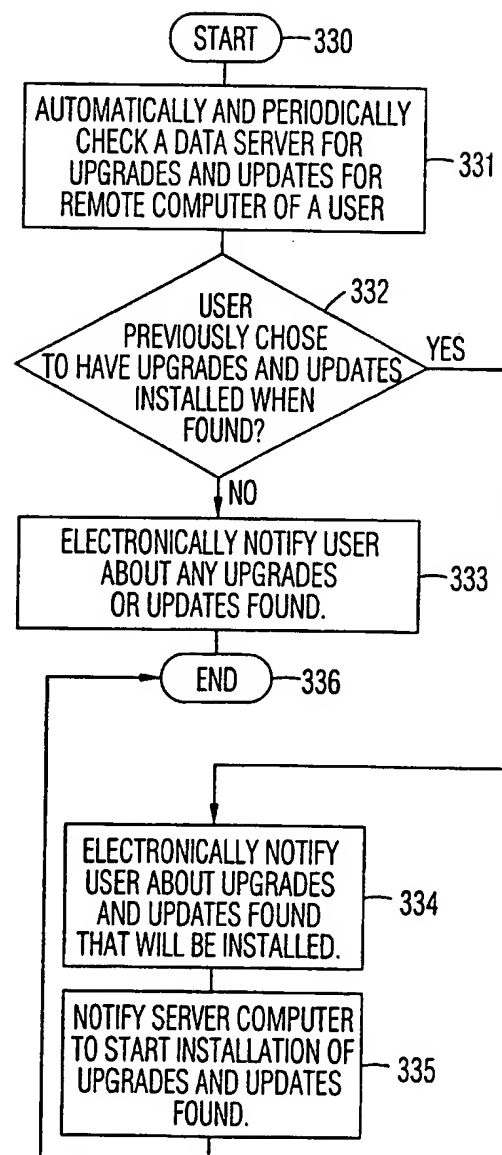 START
330
AUTOMATICALLY AND PERIODICALLY
CHECK A DATA SERVER FOR
UPGRADES AND UPDATES FOR
REMOTE COMPUTER OF A USER
331
332
USER
PREVIOUSLY CHOSE
TO HAVE UPGRADES AND UPDATES
INSTALLED WHEN
FOUND?
YES
NO
ELECTRONICALLY NOTIFY USER
ABOUT ANY UPGRADES
OR UPDATES FOUND.
333
END
336
ELECTRONICALLY NOTIFY
USER ABOUT UPGRADES
AND UPDATES FOUND
THAT WILL BE INSTALLED.
334
NOTIFY SERVER COMPUTER
TO START INSTALLATION OF
UPGRADES AND UPDATES
FOUND.
335